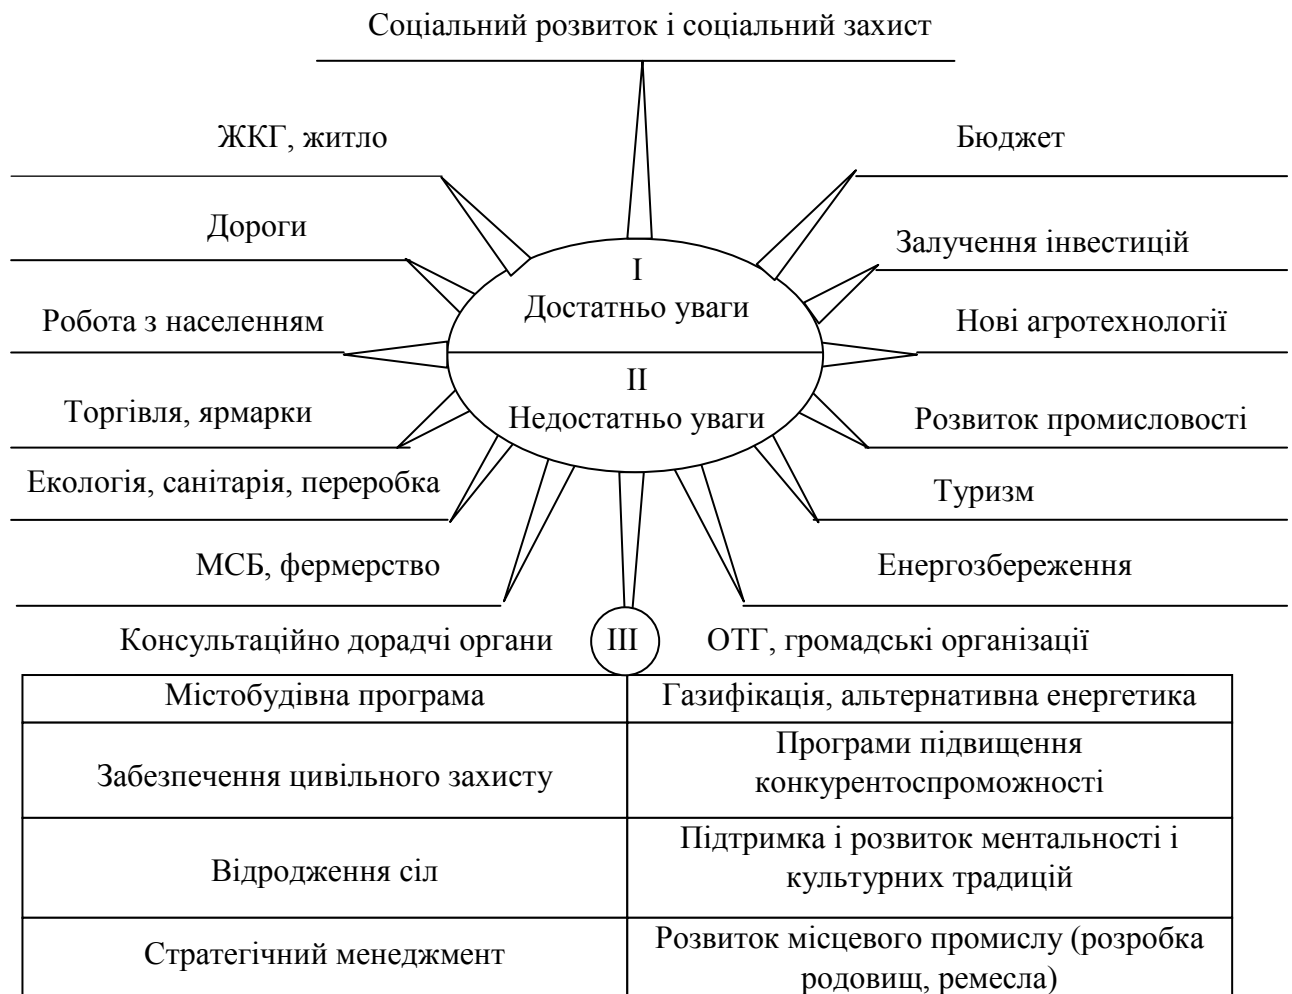 Соціальний розвиток і соціальний захист
ЖКГ, житло
Бюджет
Дороги
Залучення інвестицій
І
Достатньо уваги
Робота з населенням
Нові агротехнології
ІІ
Недостатньо уваги
Торгівля, ярмарки
Розвиток промисловості
Екологія, санітарія, переробка
Туризм
МСБ, фермерство
Енергозбереження
Консультаційно дорадчі органи
ІІІ
ОТГ, громадські організації
Містобудівна програма
Газифікація, альтернативна енергетика
Забезпечення цивільного захисту
Програми підвищення
конкурентоспроможності
Відродження сіл
Підтримка і розвиток ментальності і
культурних традицій
Стратегічний менеджмент
Розвиток місцевого промислу (розробка
родовищ, ремесла)